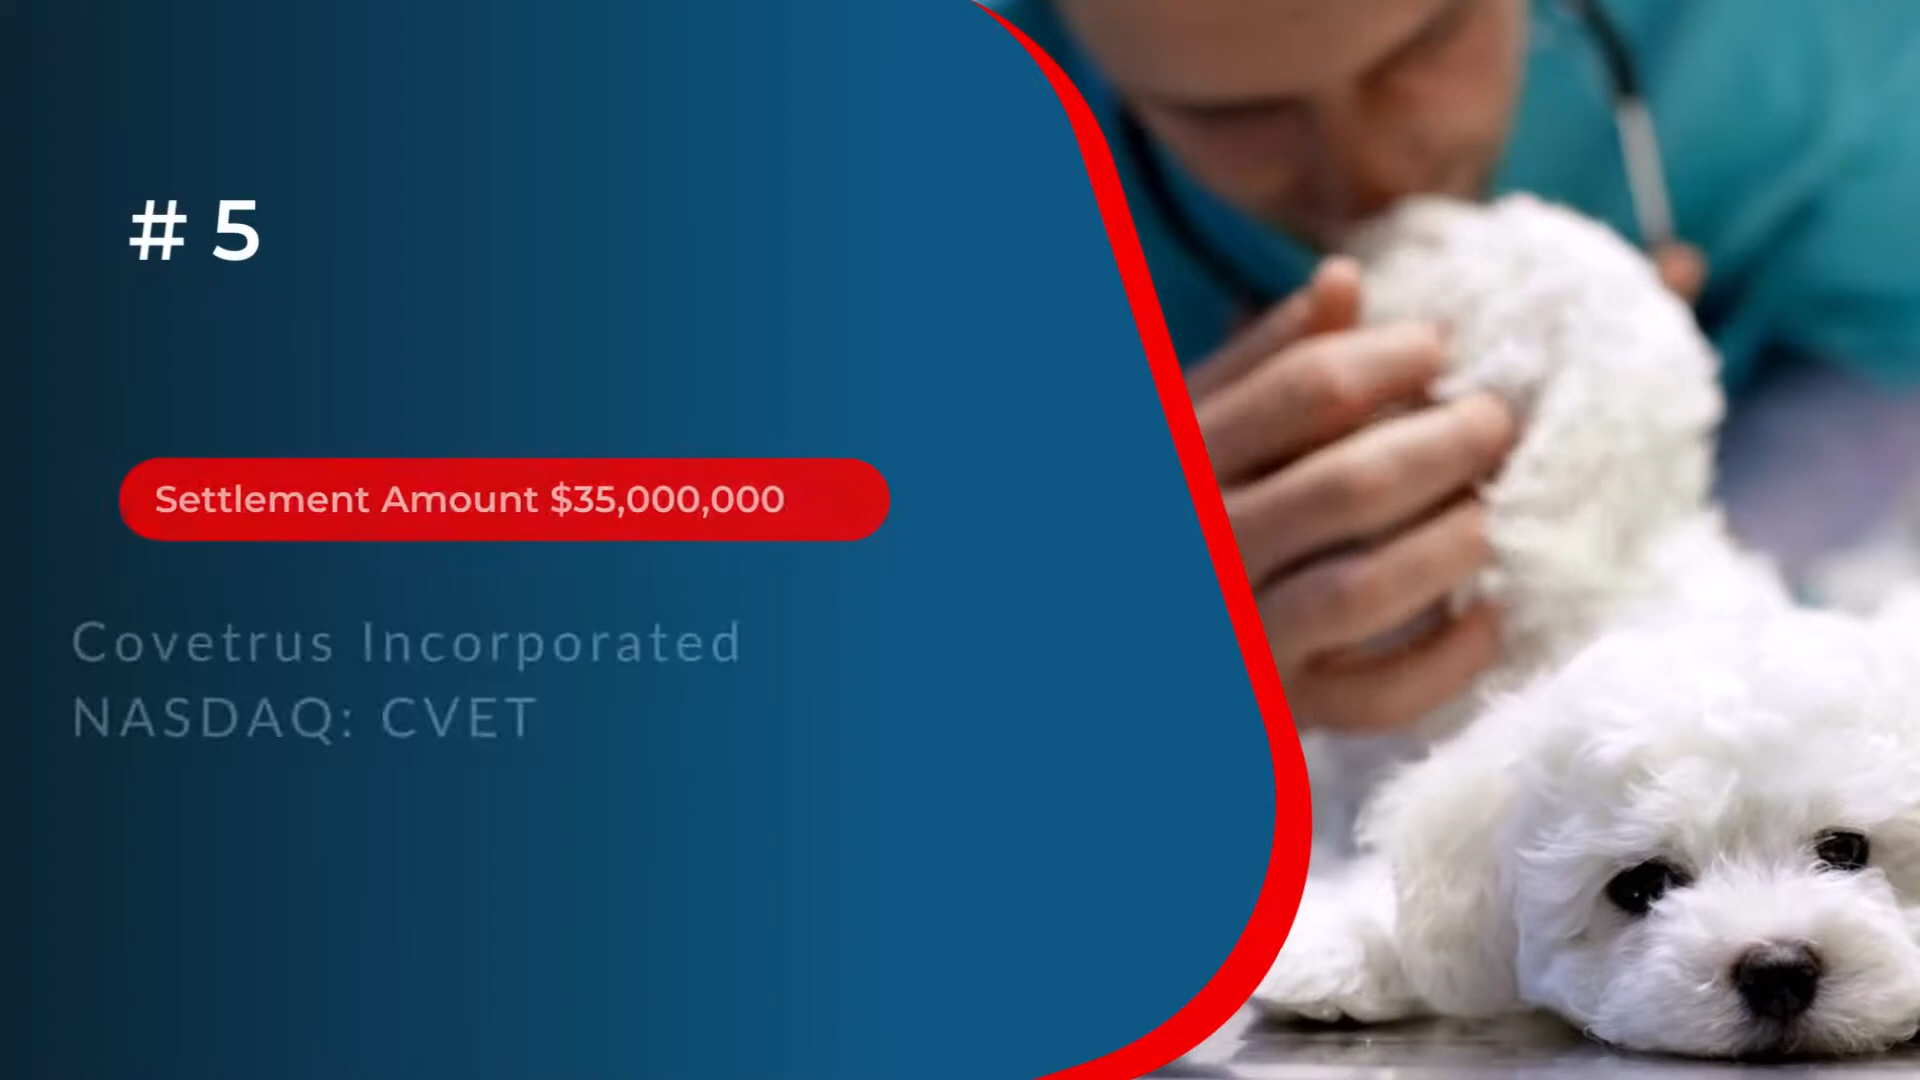 # 5
Settlement Amount $35,000,000
Covetrus Incorporated
NASDAQ: CVET